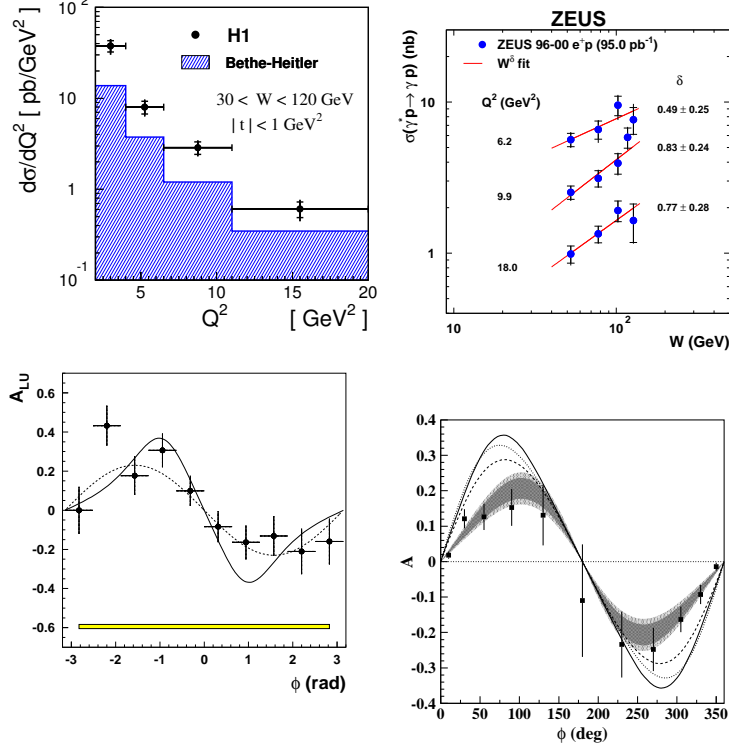 H1
Bethe-Heitler
30 < W < 120 GeV
| t | < 1 GeV²
dσ/dQ² [ pb/GeV² ]
10²
10
1
10⁻¹
5 10 15 20
Q² [ GeV² ]
ZEUS
ZEUS 96-00 e⁺p (95.0 pb⁻¹)
W^δ fit
Q² (GeV²) δ
6.2 0.49 ± 0.25
9.9 0.83 ± 0.24
18.0 0.77 ± 0.28
σ(γ*p → γ p) (nb)
10
1
10 10²
W (GeV)
A_LU
0.6
0.4
0.2
0
-0.2
-0.4
-0.6
-3 -2 -1 0 1 2 3
ϕ (rad)
A
0.4
0.3
0.2
0.1
0
-0.1
-0.2
-0.3
-0.4
0 50 100 150 200 250 300 350
ϕ (deg)